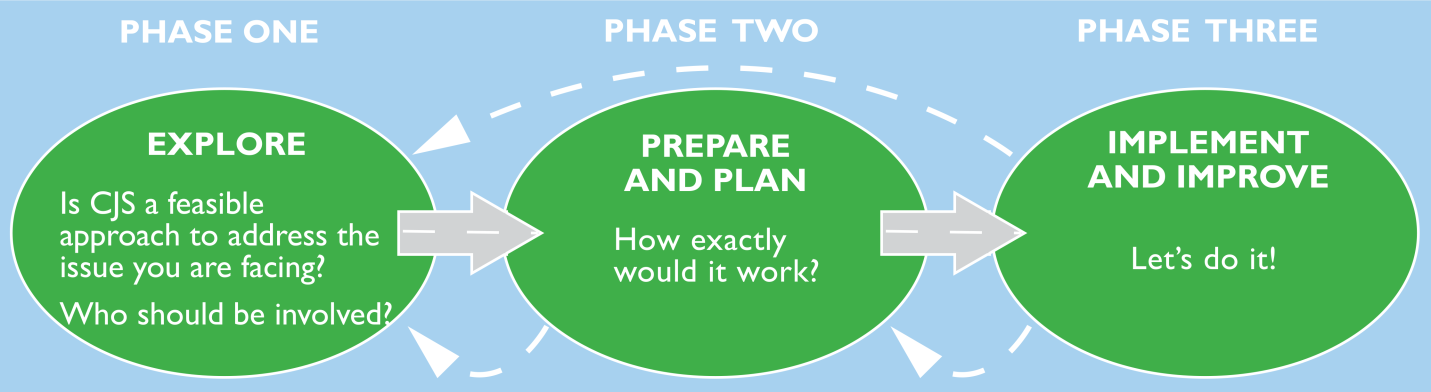 PHASE ONE
PHASE TWO
PHASE THREE
EXPLORE
Is CJS a feasible
approach to address the
issue you are facing?
Who should be involved?
PREPARE
AND PLAN
How exactly
would it work?
IMPLEMENT
AND IMPROVE
Let’s do it!